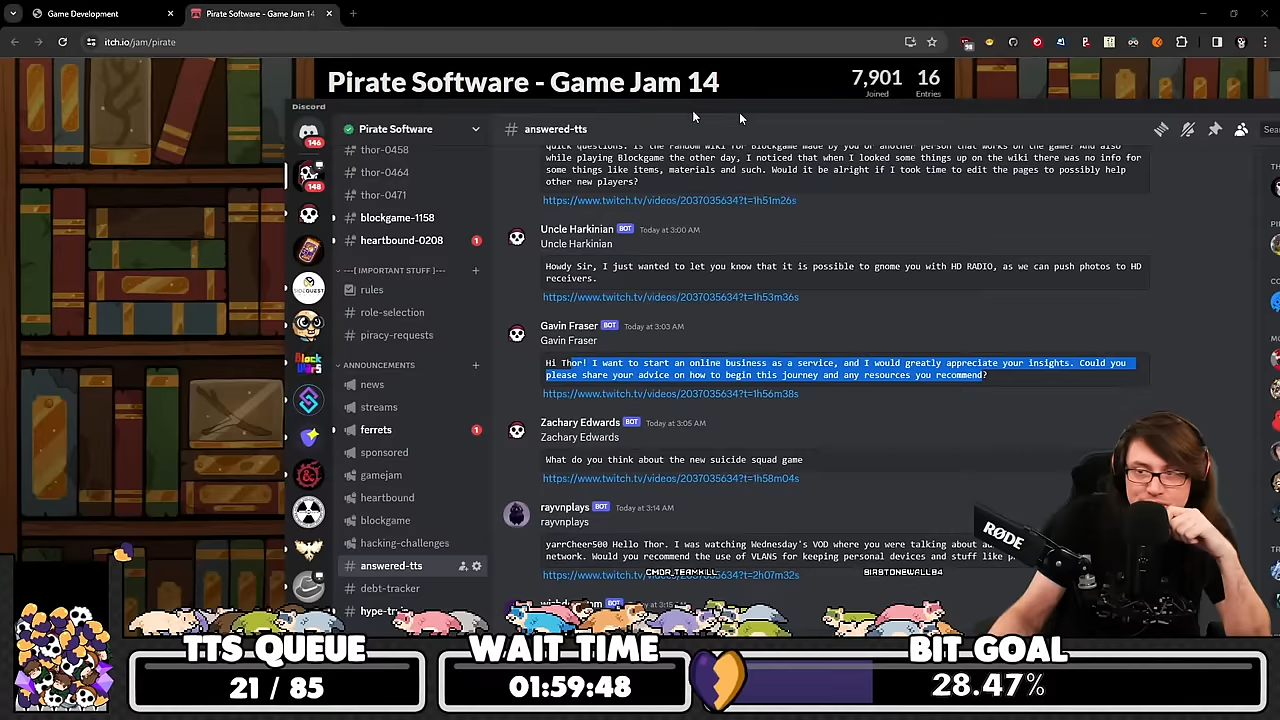 Game Development
Pirate Software - Game Jam 14
itch.io/jam/pirate
Pirate Software - Game Jam 14
7,901
Joined
16
Entries
Discord
146
148
Pirate Software
thor-0458
thor-0464
thor-0471
blockgame-1158
heartbound-0208
1
---[ IMPORTANT STUFF ]---
rules
role-selection
piracy-requests
ANNOUNCEMENTS
news
streams
ferrets
1
sponsored
gamejam
heartbound
blockgame
hacking-challenges
answered-tts
debt-tracker
# answered-tts
quick questions. Is the Fandom wiki for Blockgame made by you or another person that works on the game? And also
while playing Blockgame the other day, I noticed that when I looked some things up on the wiki there was no info for
some things like items, materials and such. Would it be alright if I took time to edit the pages to possibly help
other new players?
https://www.twitch.tv/videos/2037035634?t=1h51m26s
Uncle Harkinian BOT Today at 3:00 AM
Uncle Harkinian
Howdy Sir, I just wanted to let you know that it is possible to gnome you with HD RADIO, as we can push photos to HD
receivers.
https://www.twitch.tv/videos/2037035634?t=1h53m36s
Gavin Fraser BOT Today at 3:03 AM
Gavin Fraser
Hi Thor! I want to start an online business as a service, and I would greatly appreciate your insights. Could you
please share your advice on how to begin this journey and any resources you recommend?
https://www.twitch.tv/videos/2037035634?t=1h56m38s
Zachary Edwards BOT Today at 3:05 AM
Zachary Edwards
What do you think about the new suicide squad game
https://www.twitch.tv/videos/2037035634?t=1h58m04s
rayvnplays BOT Today at 3:14 AM
rayvnplays
yarrCheer500 Hello Thor. I was watching Wednesday's VOD where you were talking about
network. Would you recommend the use of VLANS for keeping personal devices and stuff like
https://www.twitch.tv/videos/2037035634?t=2h07m32s
CMDR_TEAMKILL
BOT
RØDE
TTS QUEUE
21 / 85
WAIT TIME
01:59:48
BIT GOAL
28.47%